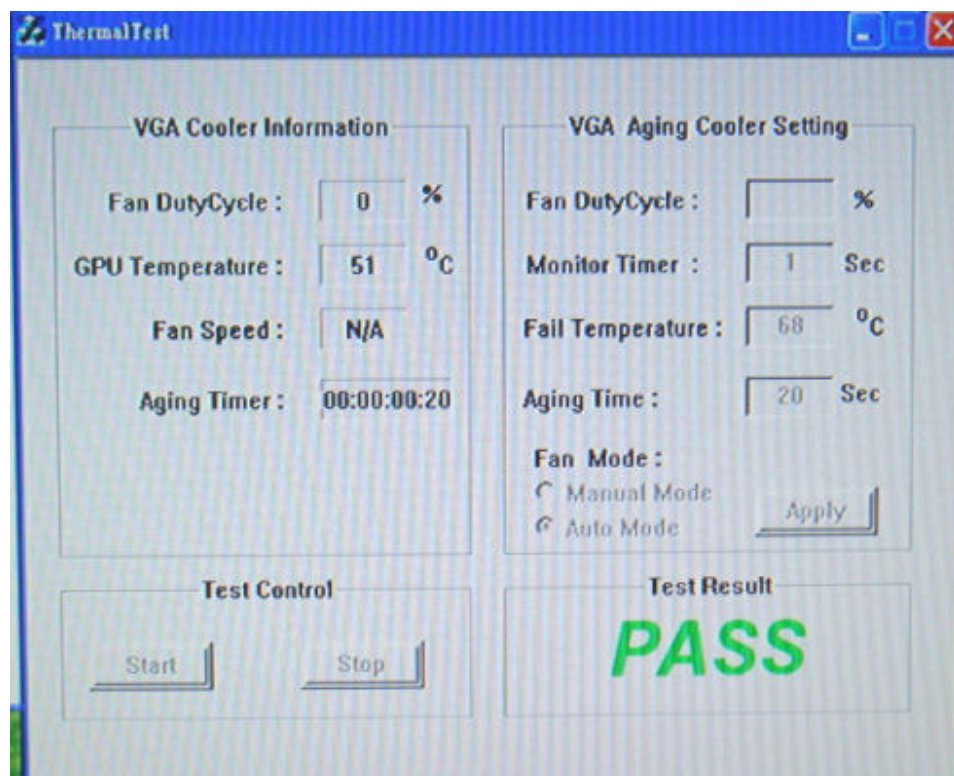 ThermalTest
VGA Cooler Information
Fan DutyCycle : 0 %
GPU Temperature : 51 °C
Fan Speed : N/A
Aging Timer : 00:00:00:20
VGA Aging Cooler Setting
Fan DutyCycle : %
Monitor Timer : 1 Sec
Fail Temperature : 68 °C
Aging Time : 20 Sec
Fan Mode :
Manual Mode
Auto Mode
Apply
Test Control
Start Stop
Test Result
PASS